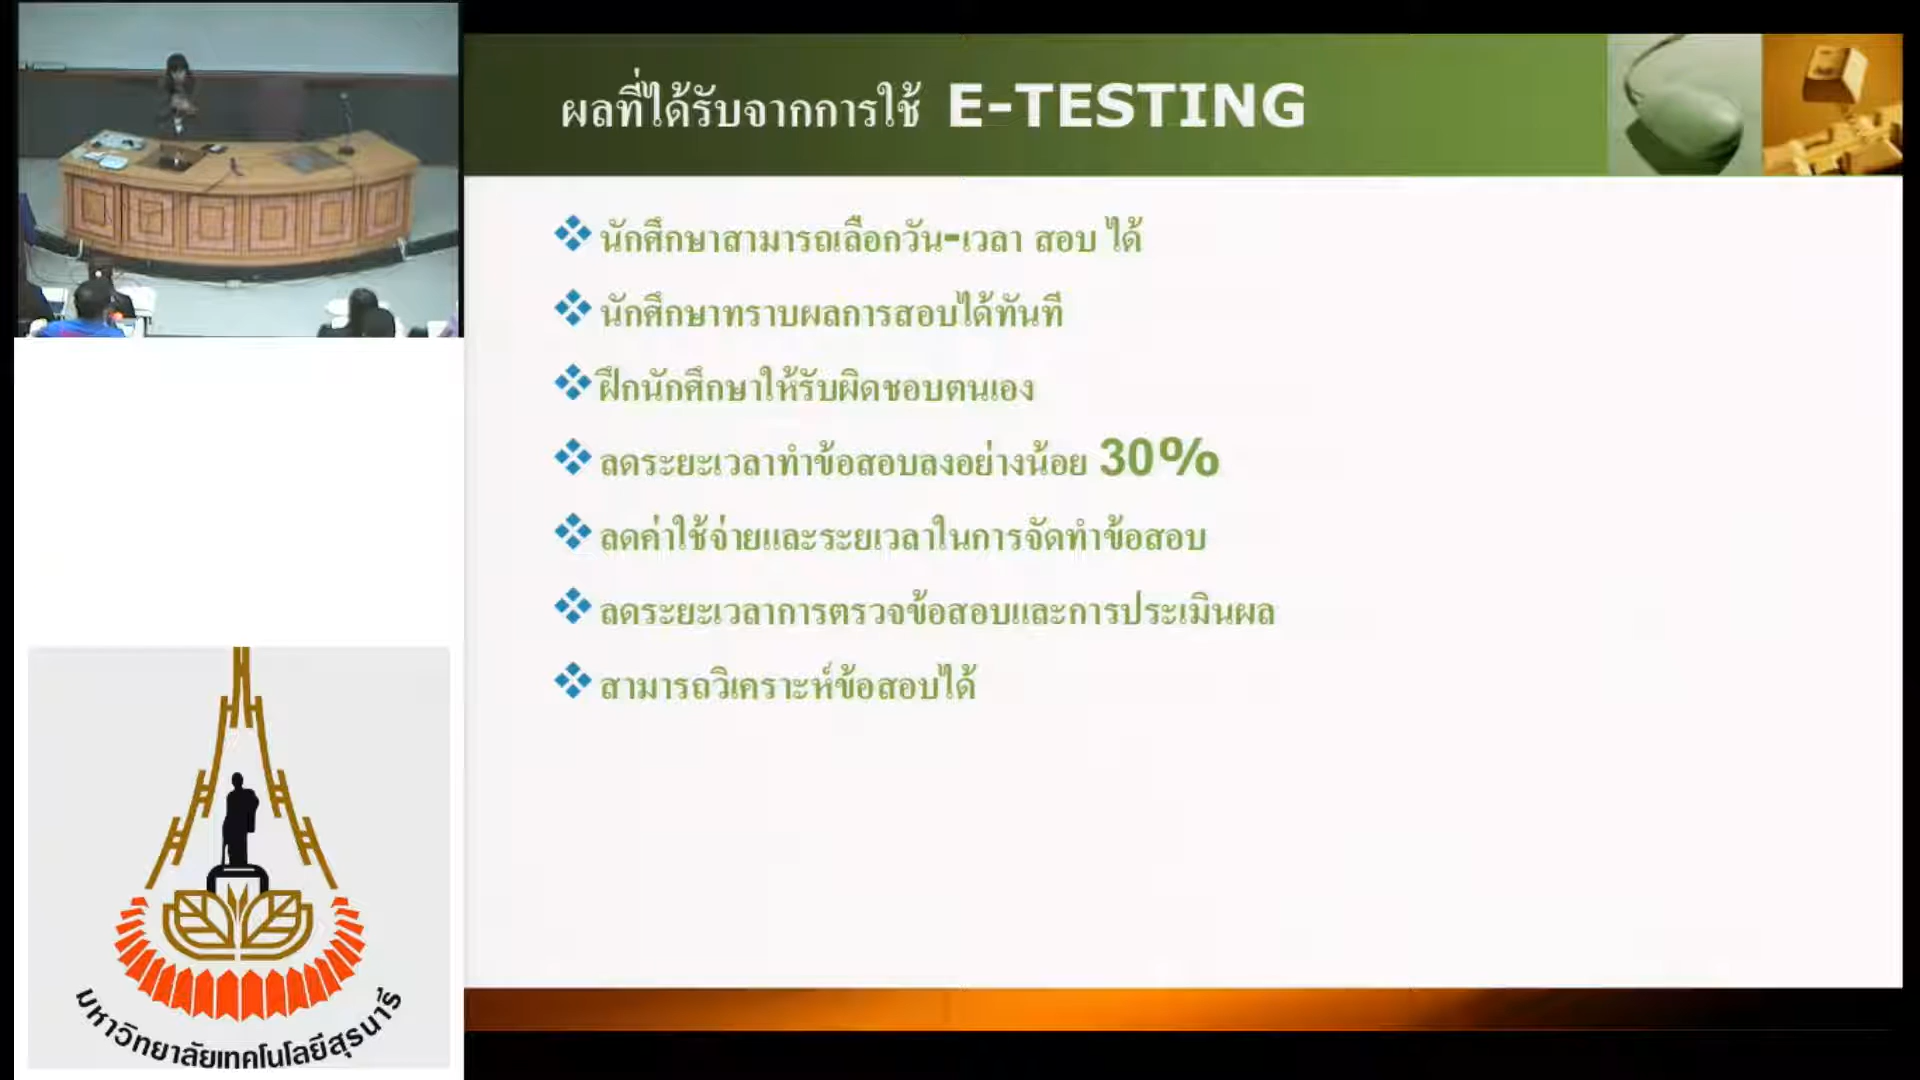 ผลที่ได้รับจากการใช้ E-TESTING
นักศึกษาสามารถเลือกวัน-เวลา สอบ ได้
นักศึกษาทราบผลการสอบได้ทันที
ฝึกนักศึกษาให้รับผิดชอบตนเอง
ลดระยะเวลาทำข้อสอบลงอย่างน้อย 30%
ลดค่าใช้จ่ายและระยเวลาในการจัดทำข้อสอบ
ลดระยะเวลาการตรวจข้อสอบและการประเมินผล
สามารถวิเคราะห์ข้อสอบได้
มหาวิทยาลัยเทคโนโลยีสุรนารี